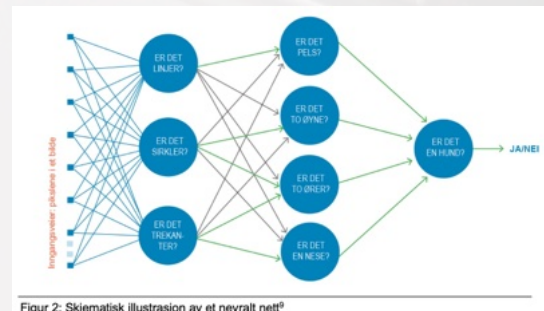 Inngangsveier: pikslene i et bilde
ER DET
LINJER?
ER DET
SIRKLER?
ER DET
TREKAN-
TER?
ER DET
PELS?
ER DET
TO ØYNE?
ER DET
TO ØRER?
ER DET
EN NESE?
ER DET
EN HUND?
JA/NEI
Figur 2: Skjematisk illustrasjon av et nevralt nett⁹